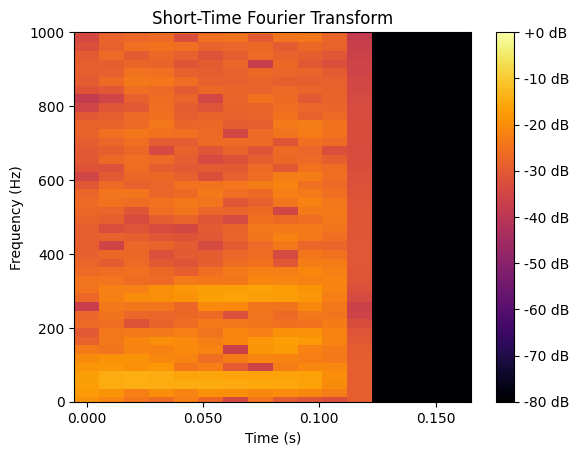 Short-Time Fourier Transform
1000
800
600
400
200
0
Frequency (Hz)
0.000
0.050
0.100
0.150
Time (s)
+0 dB
-10 dB
-20 dB
-30 dB
-40 dB
-50 dB
-60 dB
-70 dB
-80 dB